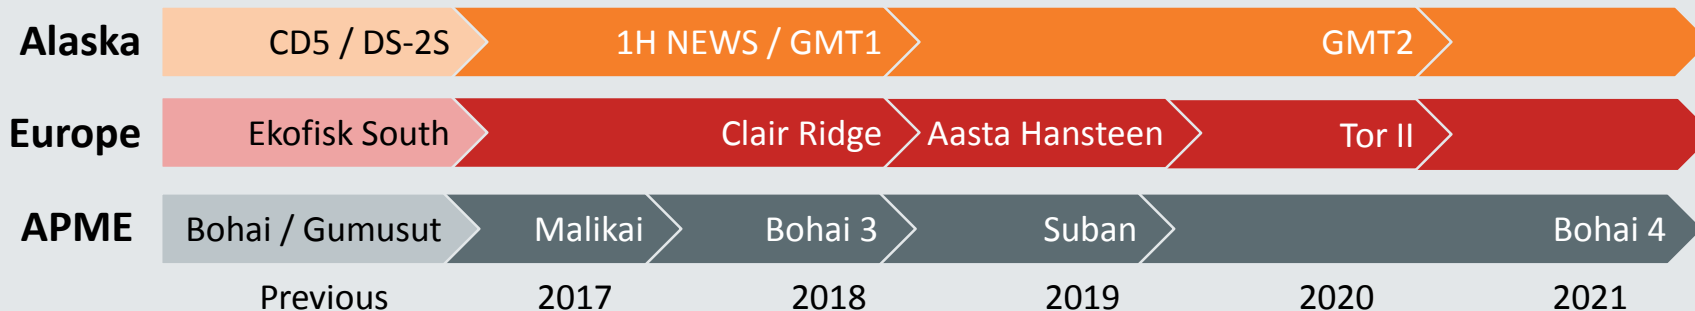 Alaska CD5 / DS-2S 1H NEWS / GMT1 GMT2
Europe Ekofisk South Clair Ridge Aasta Hansteen Tor II
APME Bohai / Gumusut Malikai Bohai 3 Suban Bohai 4
Previous 2017 2018 2019 2020 2021